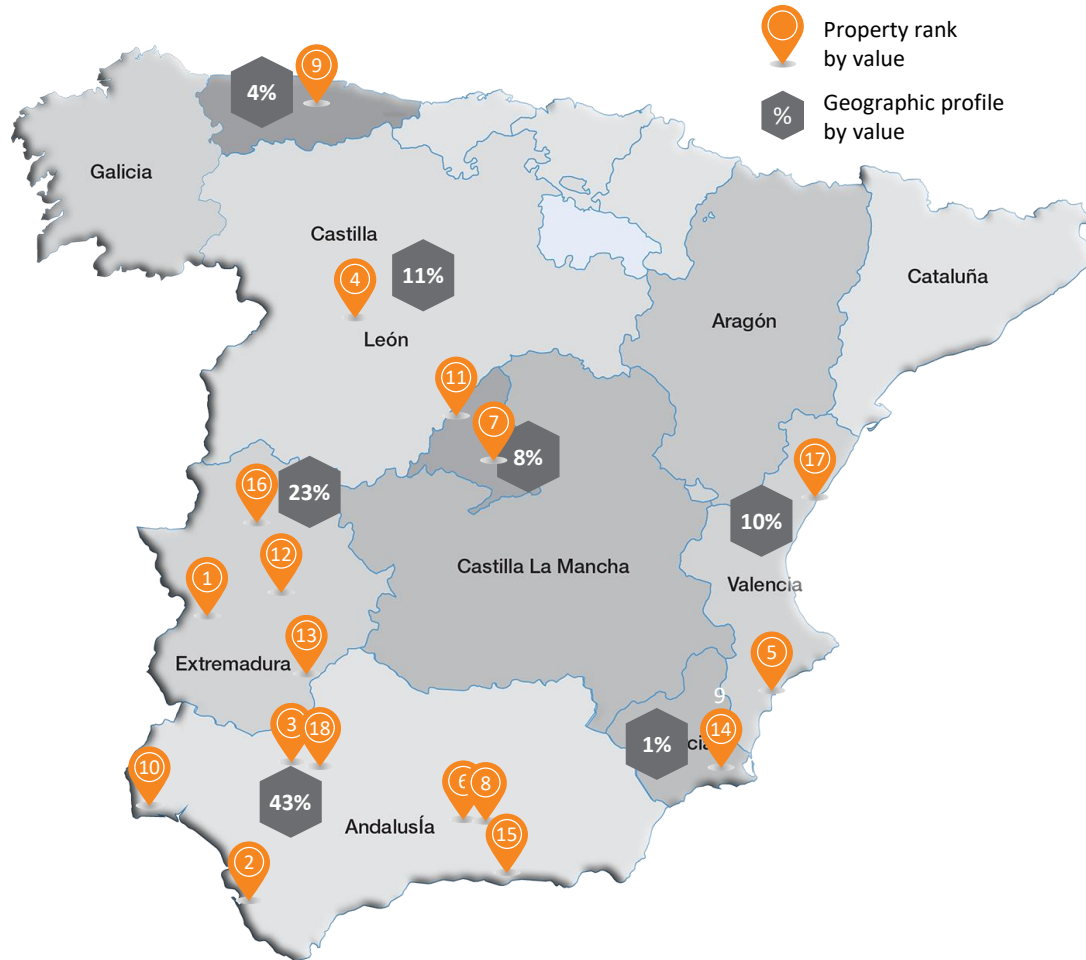 Property rank
by value
%
Geographic profile
by value
9
4%
Galicia
Castilla
11%
4
León
Cataluña
Aragón
11
7
8%
17
16
23%
10%
12
1
Castilla La Mancha
Valencia
13
Extremadura
5
9
3
18
14
1%
cia
10
6
8
43%
AndalusÍa
15
2